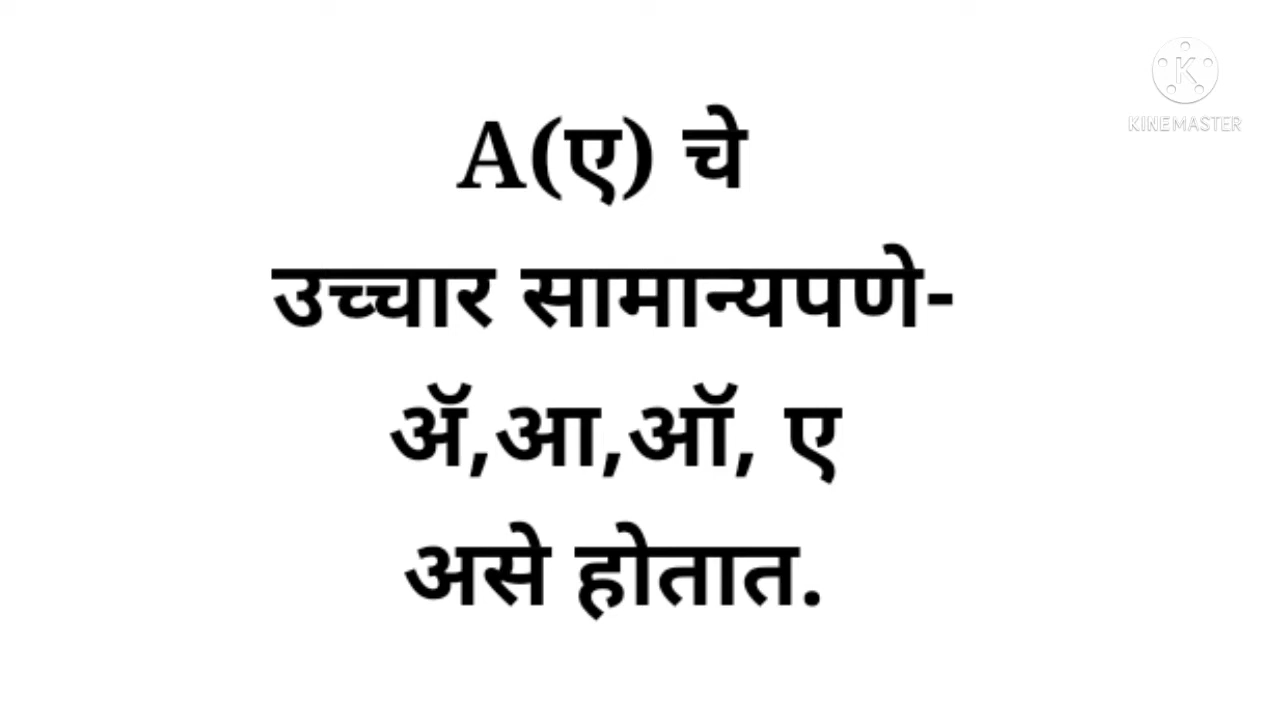 KINEMASTER
A(ए) चे
उच्चार सामान्यपणे-
ॲ,आ,ऑ, ए
असे होतात.